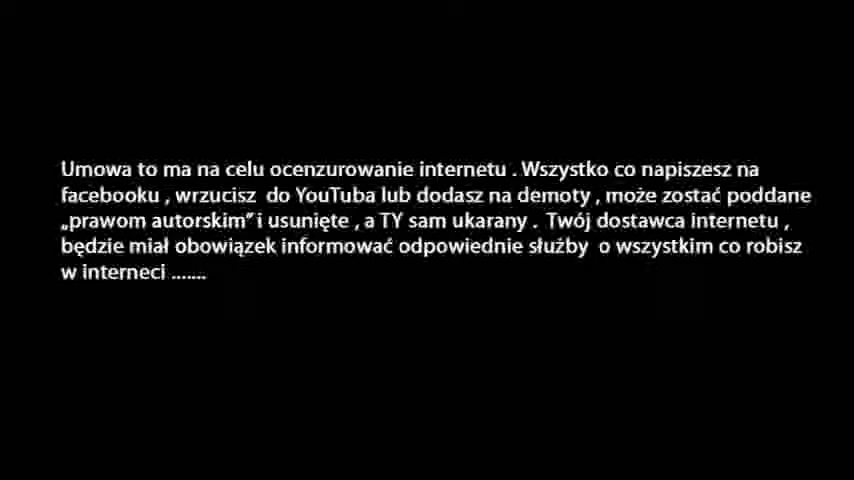 Umowa to ma na celu ocenzurowanie internetu . Wszystko co napiszesz na
facebooku , wrzucisz  do YouTuba lub dodasz na demoty , może zostać poddane
„prawom autorskim” i usunięte , a TY sam ukarany .  Twój dostawca internetu ,
będzie miał obowiązek informować odpowiednie służby  o wszystkim co robisz
w interneci .......